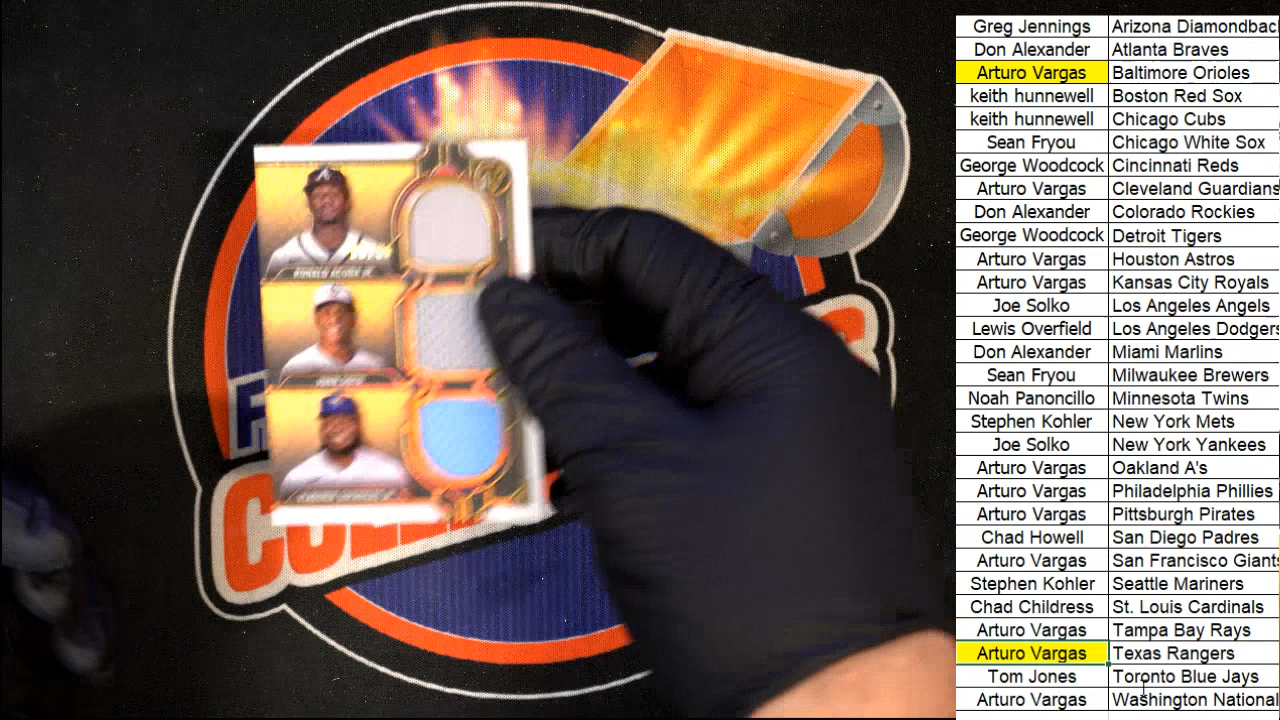 Greg Jennings Arizona Diamondbac
Don Alexander Atlanta Braves
Arturo Vargas Baltimore Orioles
keith hunnewell Boston Red Sox
keith hunnewell Chicago Cubs
Sean Fryou Chicago White Sox
George Woodcock Cincinnati Reds
Arturo Vargas Cleveland Guardians
Don Alexander Colorado Rockies
George Woodcock Detroit Tigers
Arturo Vargas Houston Astros
Arturo Vargas Kansas City Royals
Joe Solko Los Angeles Angels
Lewis Overfield Los Angeles Dodgers
Don Alexander Miami Marlins
Sean Fryou Milwaukee Brewers
Noah Panoncillo Minnesota Twins
Stephen Kohler New York Mets
Joe Solko New York Yankees
Arturo Vargas Oakland A's
Arturo Vargas Philadelphia Phillies
Arturo Vargas Pittsburgh Pirates
Chad Howell San Diego Padres
Arturo Vargas San Francisco Giants
Stephen Kohler Seattle Mariners
Chad Childress St. Louis Cardinals
Arturo Vargas Tampa Bay Rays
Arturo Vargas Texas Rangers
Tom Jones Toronto Blue Jays
Arturo Vargas Washington National
RONALD ACUÑA JR.